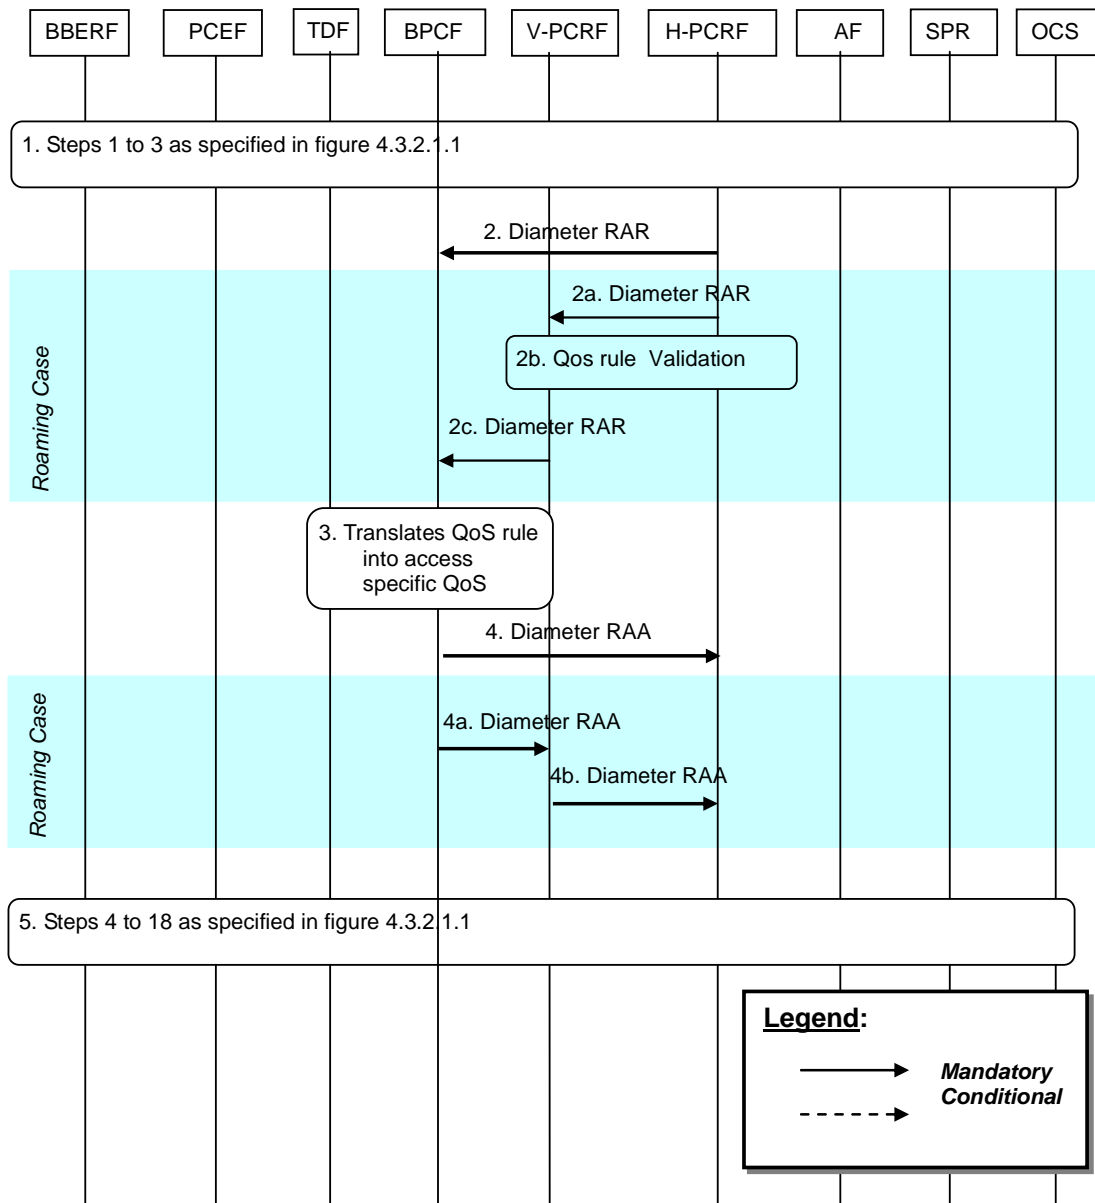 BBERF PCEF TDF BPCF V-PCRF H-PCRF AF SPR OCS
1. Steps 1 to 3 as specified in figure 4.3.2.1.1
2. Diameter RAR
2a. Diameter RAR
2b. Qos rule Validation
Roaming Case
2c. Diameter RAR
3. Translates QoS rule
into access
specific QoS
4. Diameter RAA
Roaming Case
4a. Diameter RAA
4b. Diameter RAA
5. Steps 4 to 18 as specified in figure 4.3.2.1.1
Legend:
Mandatory
Conditional